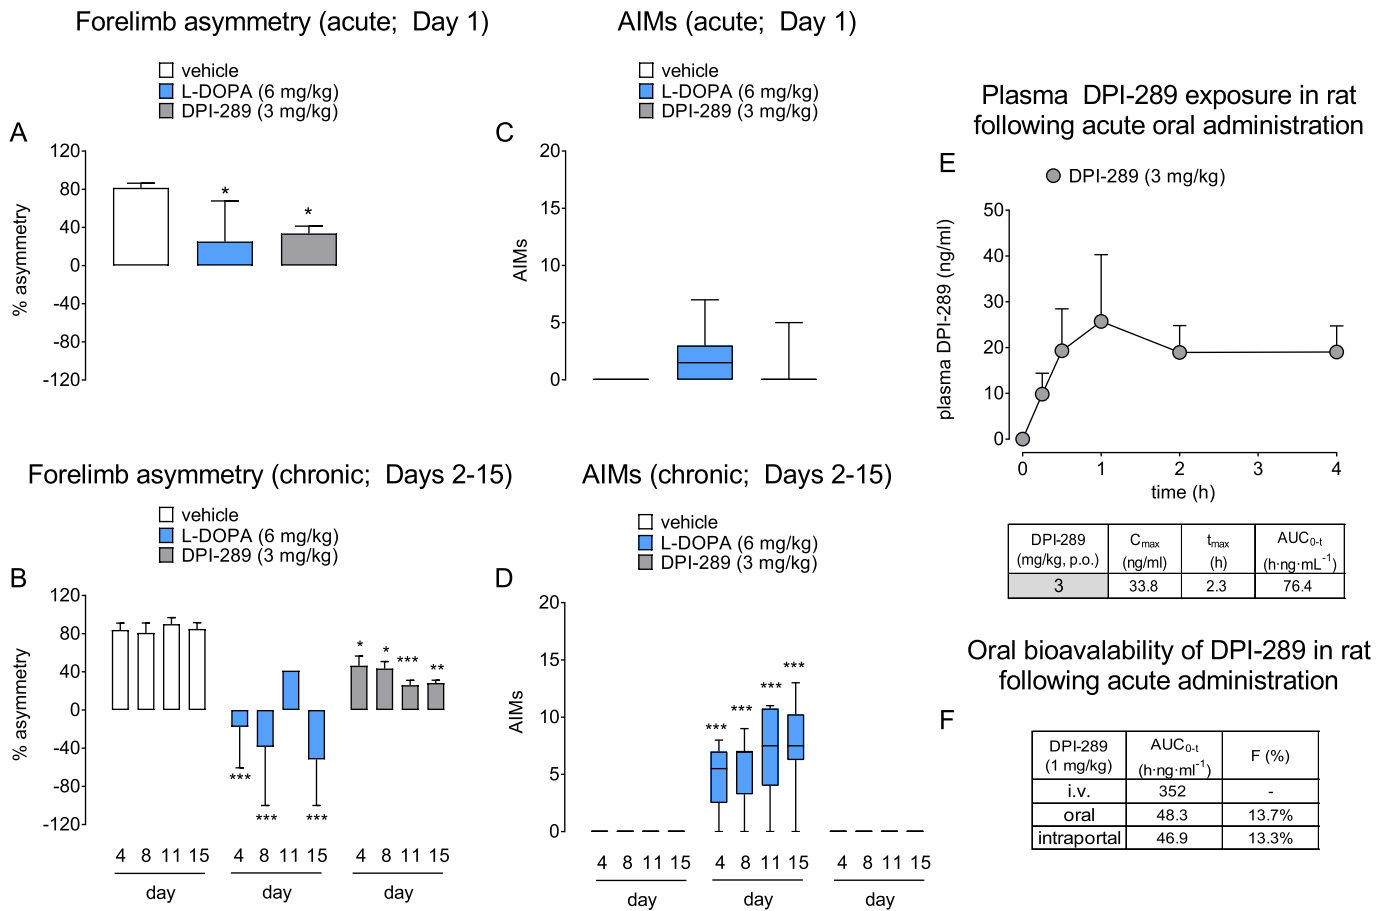 Forelimb asymmetry (acute; Day 1)
vehicle
L-DOPA (6 mg/kg)
DPI-289 (3 mg/kg)
A
120
80
40
0
-40
-80
-120
% asymmetry
*
*
AIMs (acute; Day 1)
vehicle
L-DOPA (6 mg/kg)
DPI-289 (3 mg/kg)
C
20
15
10
5
0
AIMs
Plasma DPI-289 exposure in rat
following acute oral administration
E
DPI-289 (3 mg/kg)
50
40
30
20
10
0
plasma DPI-289 (ng/ml)
0 1 2 3 4
time (h)
DPI-289 (mg/kg, p.o.) Cmax (ng/ml) tmax (h) AUC0-t (h·ng·mL-1)
3 33.8 2.3 76.4
Forelimb asymmetry (chronic; Days 2-15)
vehicle
L-DOPA (6 mg/kg)
DPI-289 (3 mg/kg)
B
120
80
40
0
-40
-80
-120
% asymmetry
*** *** ***
* * *** **
4 8 11 15 4 8 11 15 4 8 11 15
day day day
AIMs (chronic; Days 2-15)
vehicle
L-DOPA (6 mg/kg)
DPI-289 (3 mg/kg)
D
20
15
10
5
0
AIMs
*** *** *** ***
4 8 11 15 4 8 11 15 4 8 11 15
day day day
Oral bioavalability of DPI-289 in rat
following acute administration
F
DPI-289 (1 mg/kg) AUC0-t (h·ng·ml-1) F (%)
i.v. 352 -
oral 48.3 13.7%
intraportal 46.9 13.3%